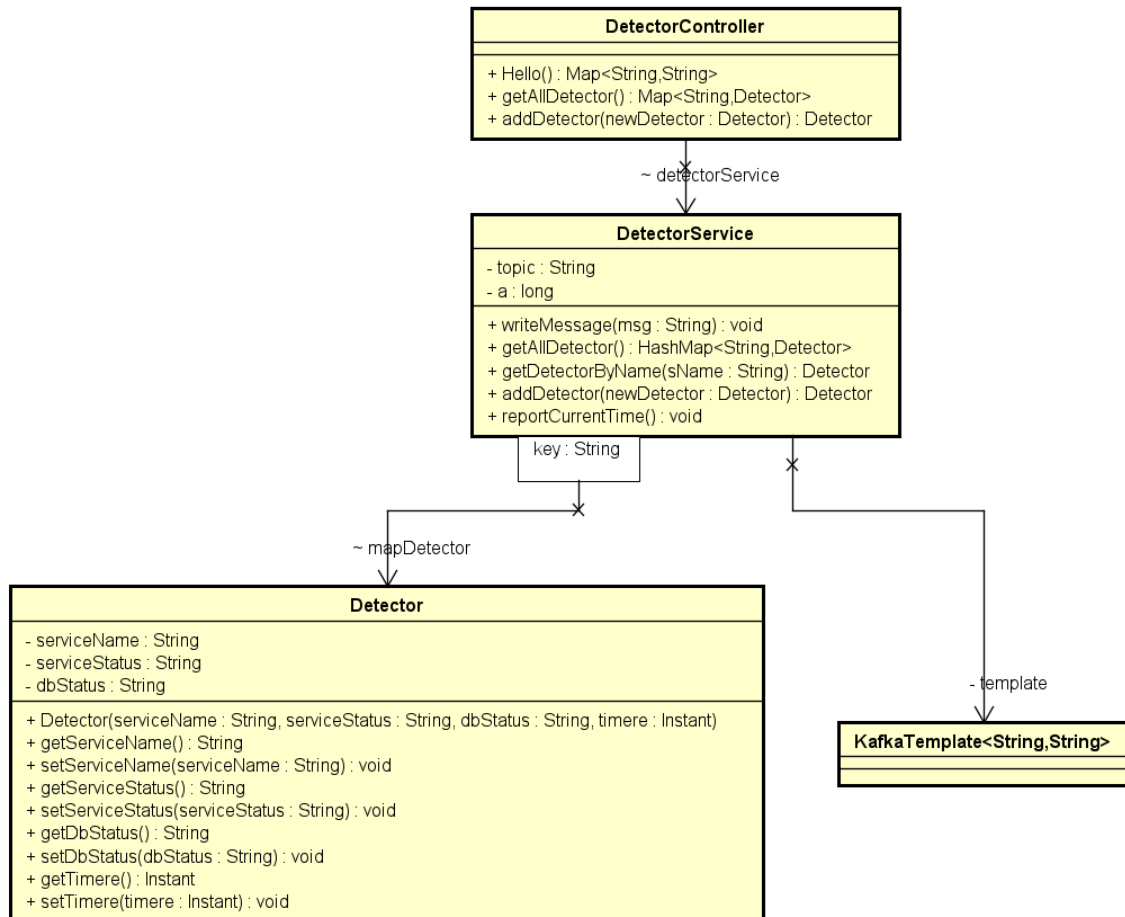 DetectorController
+ Hello() : Map<String,String>
+ getAllDetector() : Map<String,Detector>
+ addDetector(newDetector : Detector) : Detector
~ detectorService
DetectorService
- topic : String
- a : long
+ writeMessage(msg : String) : void
+ getAllDetector() : HashMap<String,Detector>
+ getDetectorByName(sName : String) : Detector
+ addDetector(newDetector : Detector) : Detector
+ reportCurrentTime() : void
key : String
~ mapDetector
Detector
- serviceName : String
- serviceStatus : String
- dbStatus : String
+ Detector(serviceName : String, serviceStatus : String, dbStatus : String, timere : Instant)
+ getServiceName() : String
+ setServiceName(serviceName : String) : void
+ getServiceStatus() : String
+ setServiceStatus(serviceStatus : String) : void
+ getDbStatus() : String
+ setDbStatus(dbStatus : String) : void
+ getTimere() : Instant
+ setTimere(timere : Instant) : void
- template
KafkaTemplate<String,String>